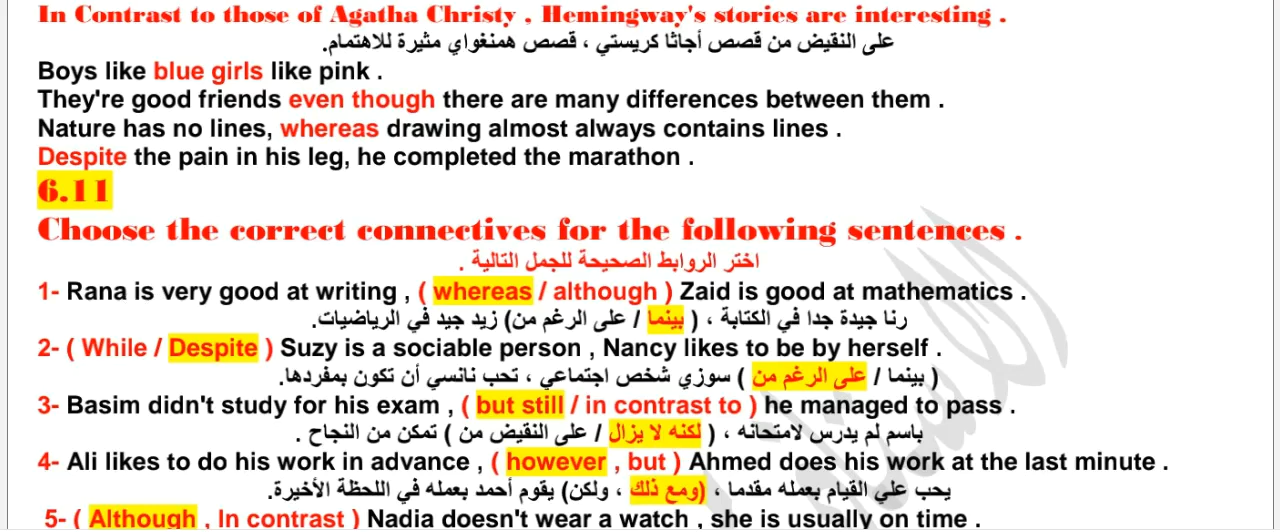 In Contrast to those of Agatha Christy , Hemingway's stories are interesting .
على النقيض من قصص أجاثا كريستي ، قصص همنغواي مثيرة للاهتمام.
Boys like blue girls like pink .
They're good friends even though there are many differences between them .
Nature has no lines, whereas drawing almost always contains lines .
Despite the pain in his leg, he completed the marathon .
6.11
Choose the correct connectives for the following sentences .
اختر الروابط الصحيحة للجمل التالية .
1- Rana is very good at writing , ( whereas / although ) Zaid is good at mathematics .
رنا جيدة جدا في الكتابة ، ( بينما / على الرغم من) زيد جيد في الرياضيات.
2- ( While / Despite ) Suzy is a sociable person , Nancy likes to be by herself .
( بينما / على الرغم من ) سوزي شخص اجتماعي ، تحب نانسي أن تكون بمفردها.
3- Basim didn't study for his exam , ( but still / in contrast to ) he managed to pass .
باسم لم يدرس لامتحانه ، ( لكنه لا يزال / على النقيض من ) تمكن من النجاح .
4- Ali likes to do his work in advance , ( however , but ) Ahmed does his work at the last minute .
يحب علي القيام بعمله مقدما ، (ومع ذلك ، ولكن) يقوم أحمد بعمله في اللحظة الأخيرة.
5- ( Although , In contrast ) Nadia doesn't wear a watch , she is usually on time .